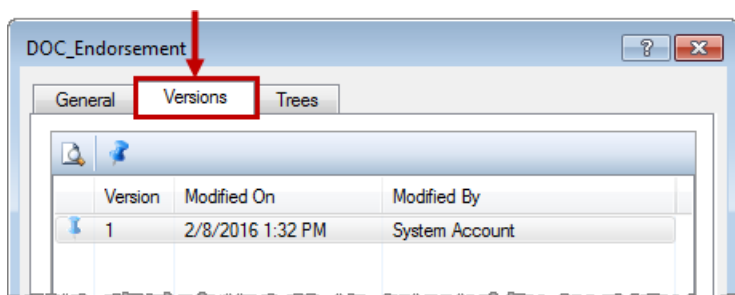 DOC_Endorsement
General Versions Trees
Version Modified On Modified By
1 2/8/2016 1:32 PM System Account